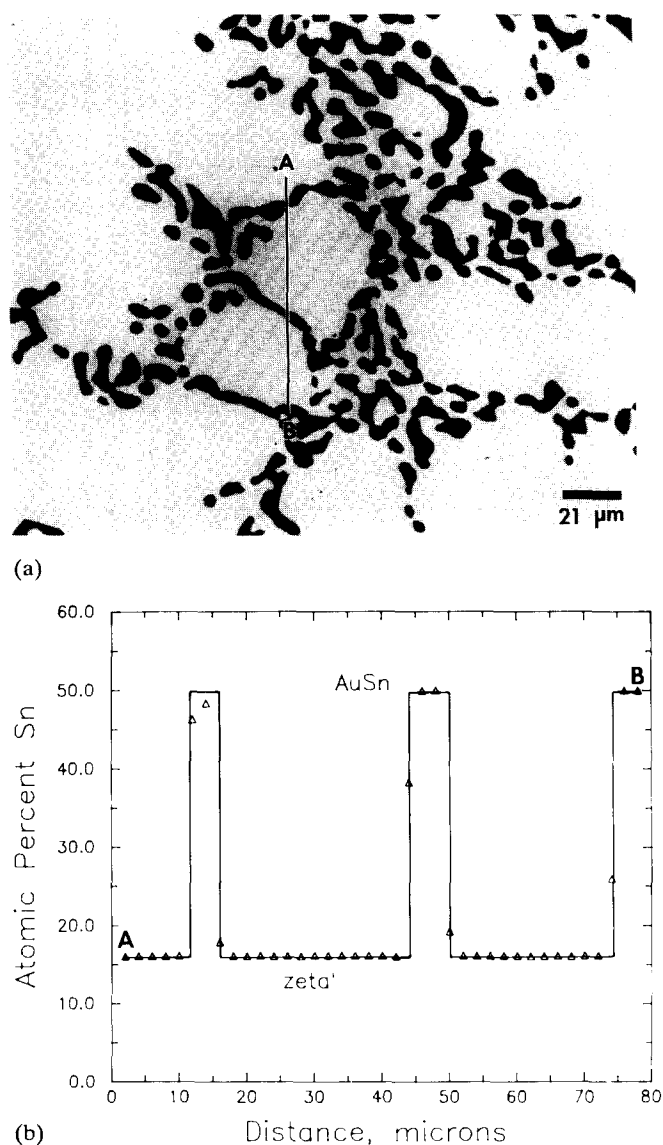 A
B
21 µm
(a)
60.0
50.0
40.0
30.0
20.0
10.0
0.0
Atomic Percent Sn
AuSn
B
A
zeta'
0 10 20 30 40 50 60 70 80
(b) Distance, microns